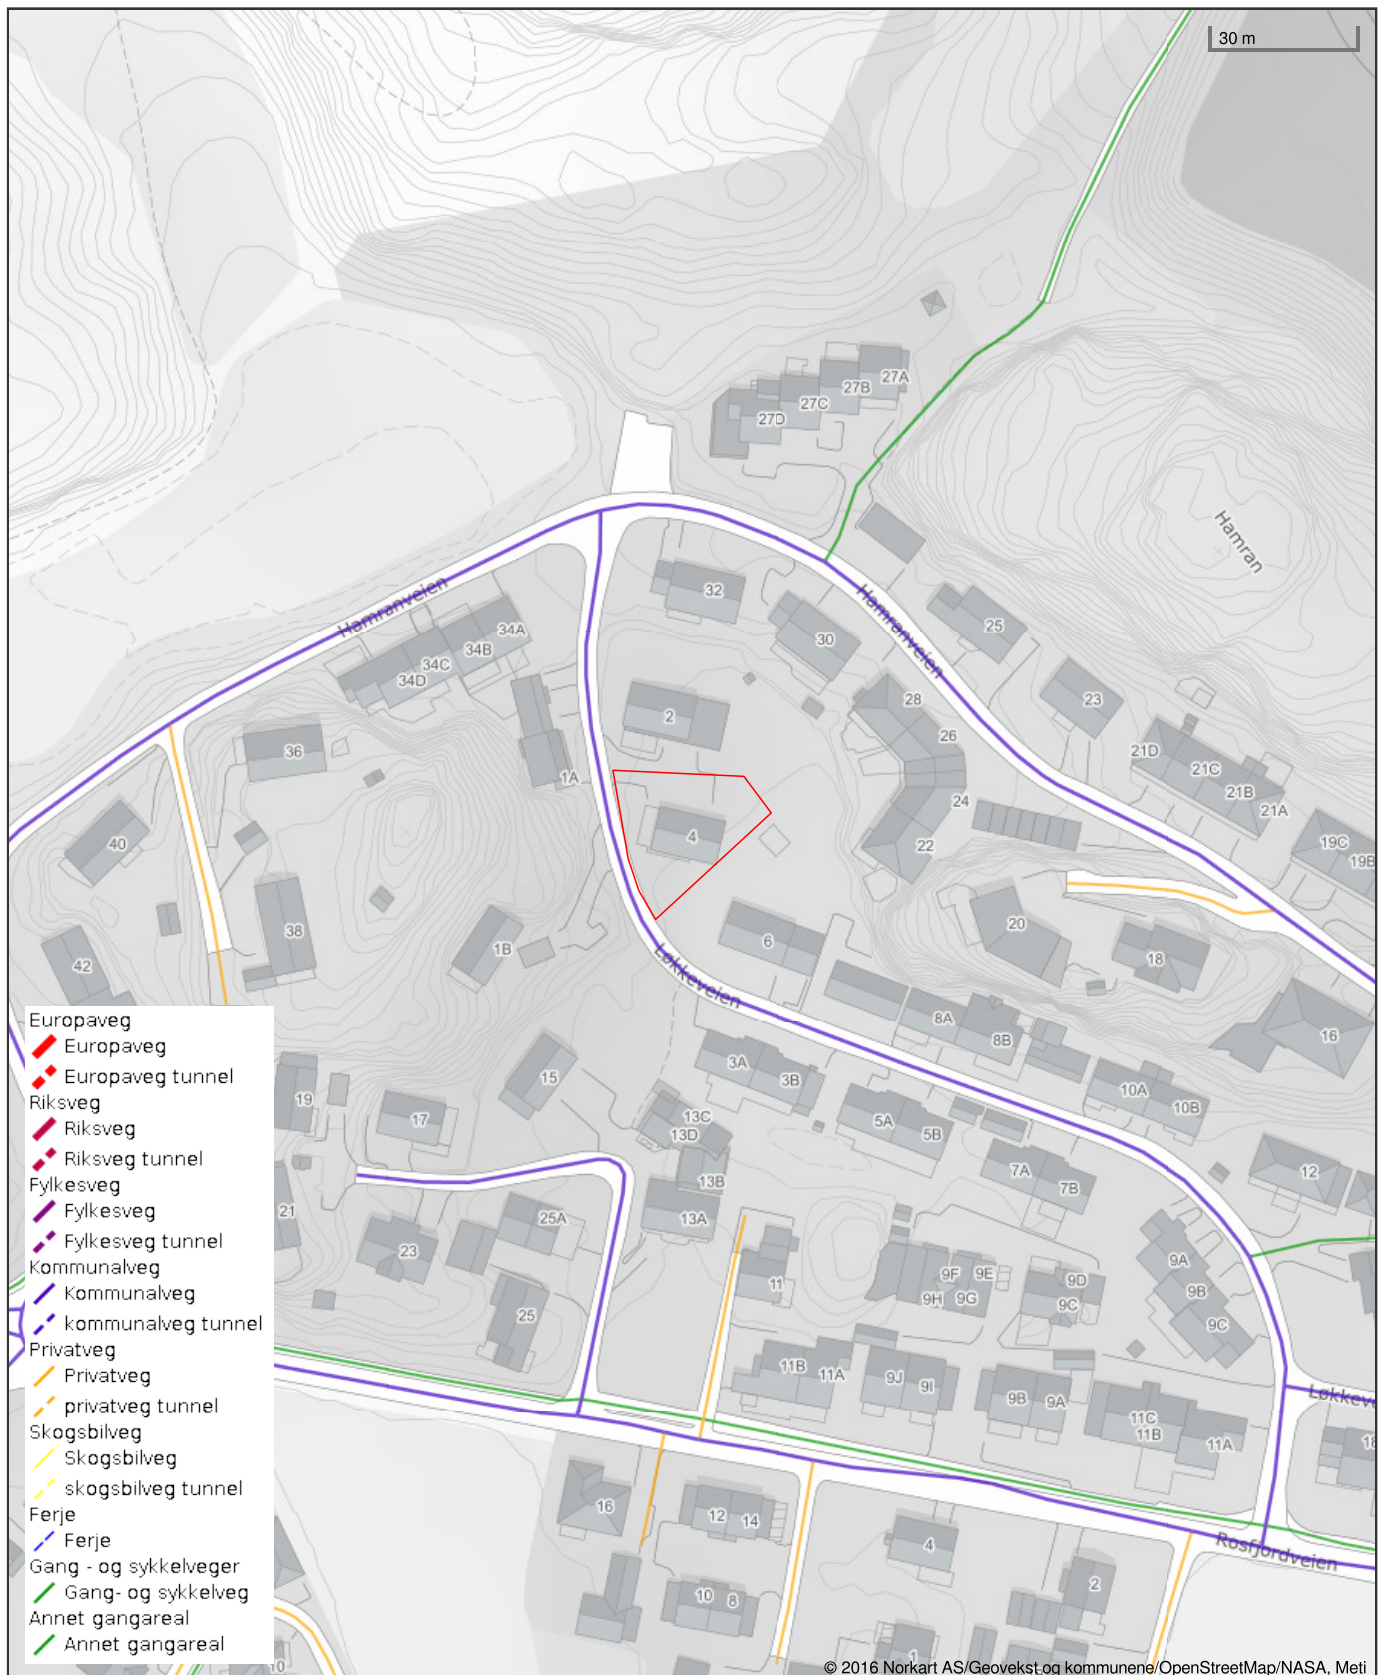 30 m
27A
27B
27C
27D
Hamran
Hamranveien
Hamranveien
32
30
25
34A
34B
34C
34D
28
23
2
26
36
21D
21C
21B
21A
1A
24
19C
19B
4
22
40
20
38
6
1B
18
42
Løkkeveien
8A
8B
16
3A
3B
15
10A
10B
19
17
13C
13D
5A
5B
7A
7B
12
13B
13A
21
25A
23
9A
9B
9C
11
9F
9E
9H
9G
9D
9C
25
11B
11A
9J
9I
9B
9A
11C
11B
11A
Løkkev
18
16
12
14
4
Rosfjordveien
2
10
8
1
10
Europaveg
Europaveg
Europaveg tunnel
Riksveg
Riksveg
Riksveg tunnel
Fylkesveg
Fylkesveg
Fylkesveg tunnel
Kommunalveg
Kommunalveg
kommunalveg tunnel
Privatveg
Privatveg
privatveg tunnel
Skogsbilveg
Skogsbilveg
skogsbilveg tunnel
Ferje
Ferje
Gang - og sykkelveger
Gang- og sykkelveg
Annet gangareal
Annet gangareal
© 2016 Norkart AS/Geovekst og kommunene/OpenStreetMap/NASA, Meti